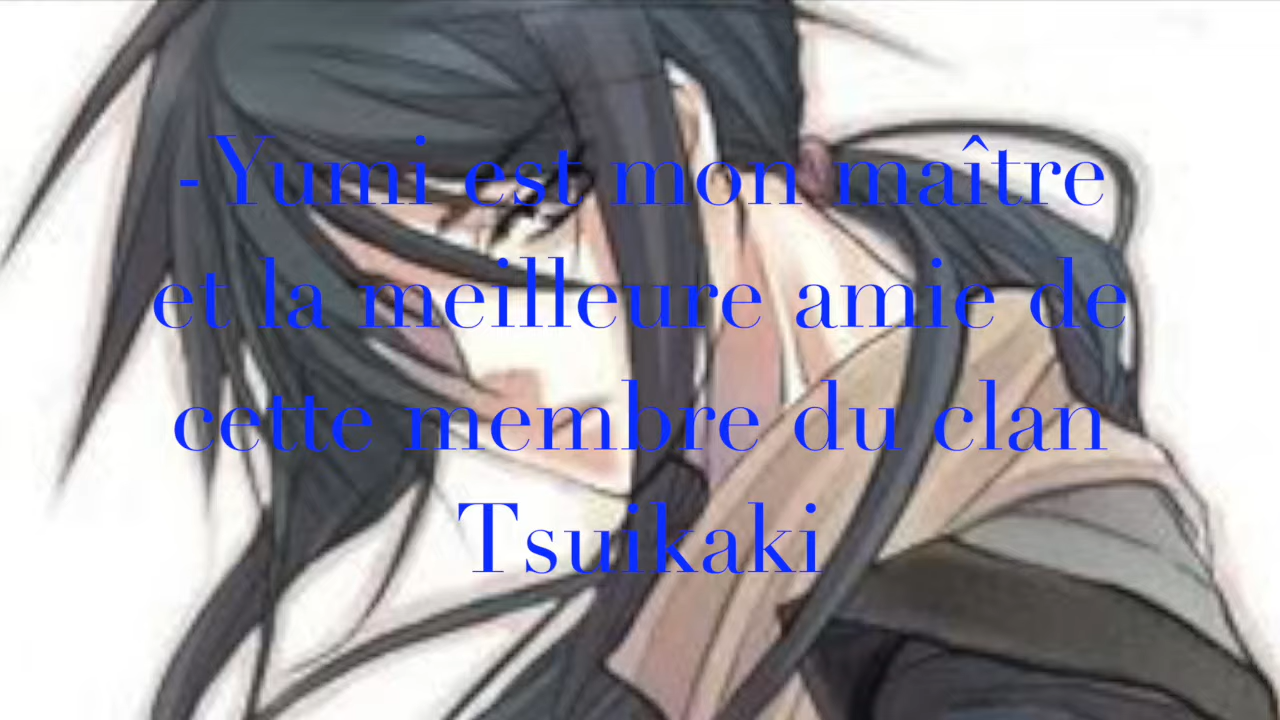 -Yumi est mon maître
et la meilleure amie de
cette membre du clan
Tsuikaki